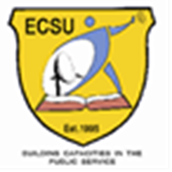 ECSU
Est. 1995
BUILDING CAPACITIES IN THE
PUBLIC SERVICE